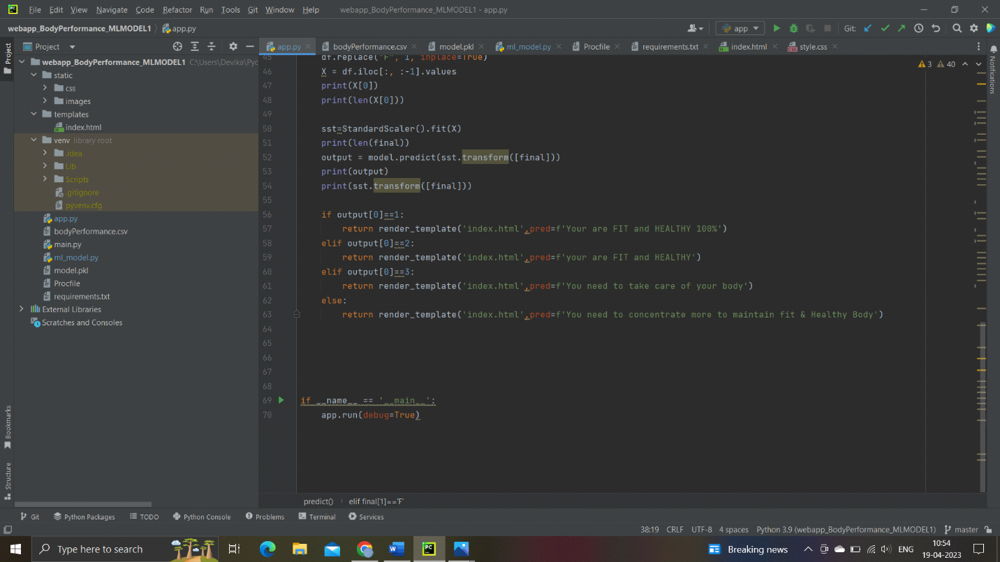 PC File Edit View Navigate Code Refactor Run Tools Git Window Help webapp_BodyPerformance_MLMODEL1 - app.py
webapp_BodyPerformance_MLMODEL1 app.py app Git:
Project Project app.py bodyPerformance.csv model.pkl ml_model.py Procfile requirements.txt index.html style.css
webapp_BodyPerformance_MLMODEL1 C:\Users\Devika\Pyc
static
css
images
templates
index.html
venv library root
.idea
Lib
Scripts
.gitignore
pyvenv.cfg
app.py
bodyPerformance.csv
main.py
ml_model.py
model.pkl
Procfile
requirements.txt
External Libraries
Scratches and Consoles
Bookmarks
Structure
3 40
Notifications
45 df.replace("F", 1, inplace=True)
46 X = df.iloc[:, :-1].values
47 print(X[0])
48 print(len(X[0]))
49
50 sst=StandardScaler().fit(X)
51 print(len(final))
52 output = model.predict(sst.transform([final]))
53 print(output)
54 print(sst.transform([final]))
55
56 if output[0]==1:
57 return render_template('index.html',pred=f'Your are FIT and HEALTHY 100%')
58 elif output[0]==2:
59 return render_template('index.html',pred=f'your are FIT and HEALTHY')
60 elif output[0]==3:
61 return render_template('index.html',pred=f'You need to take care of your body')
62 else:
63 return render_template('index.html',pred=f'You need to concentrate more to maintain fit & Healthy Body')
64
65
66
67
68
69 if __name__ == '__main__':
70 app.run(debug=True)
predict() elif final[1]=='F'
Git Python Packages TODO Python Console Problems Terminal Services
38:19 CRLF UTF-8 4 spaces Python 3.9 (webapp_BodyPerformance_MLMODEL1) master
Type here to search Breaking news ENG 10:54
19-04-2023